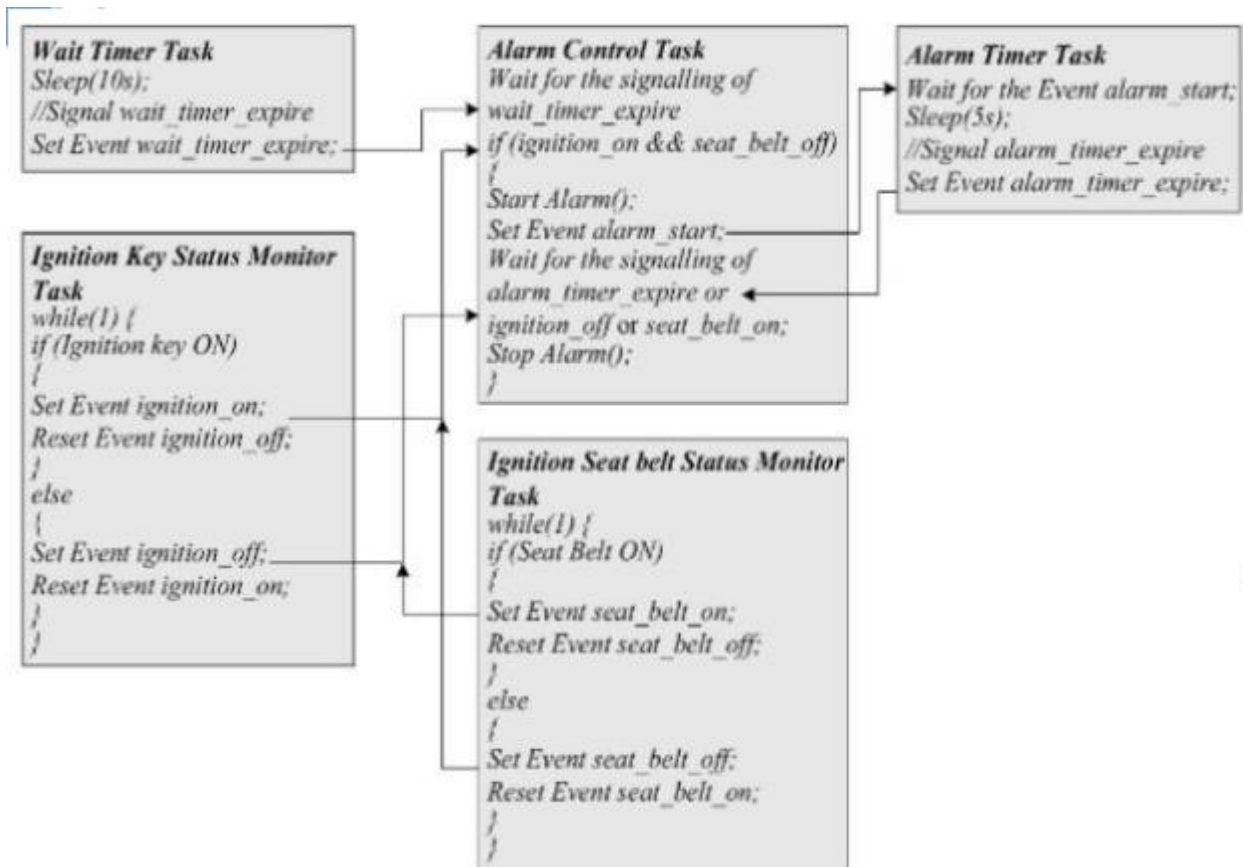 Wait Timer Task
Sleep(10s);
//Signal wait_timer_expire
Set Event wait_timer_expire;
Ignition Key Status Monitor
Task
while(1) {
if (Ignition key ON)
{
Set Event ignition_on;
Reset Event ignition_off;
}
else
{
Set Event ignition_off;
Reset Event ignition_on;
}
}
Alarm Control Task
Wait for the signalling of
wait_timer_expire
if (ignition_on && seat_belt_off)
{
Start Alarm();
Set Event alarm_start;
Wait for the signalling of
alarm_timer_expire or
ignition_off or seat_belt_on;
Stop Alarm();
}
Ignition Seat belt Status Monitor
Task
while(1) {
if (Seat Belt ON)
{
Set Event seat_belt_on;
Reset Event seat_belt_off;
}
else
{
Set Event seat_belt_off;
Reset Event seat_belt_on;
}
}
Alarm Timer Task
Wait for the Event alarm_start;
Sleep(5s);
//Signal alarm_timer_expire
Set Event alarm_timer_expire;